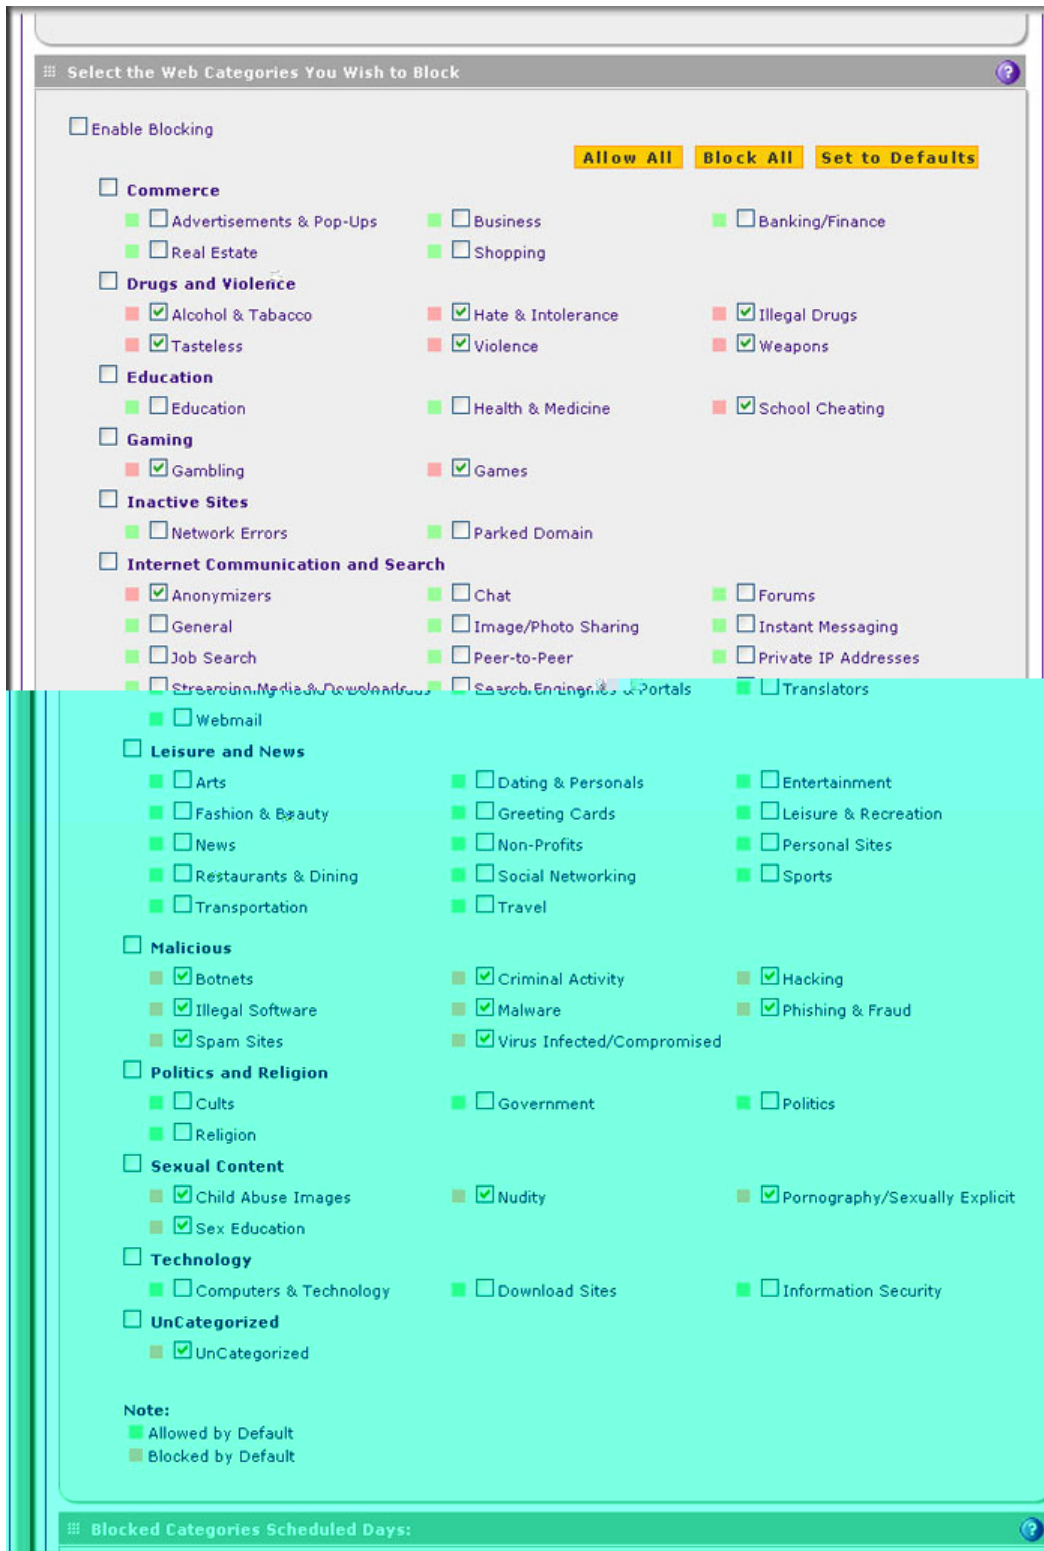 Select the Web Categories You Wish to Block
Enable Blocking
Allow All Block All Set to Defaults
Commerce
Advertisements & Pop-Ups Business Banking/Finance
Real Estate Shopping
Drugs and Violence
Alcohol & Tabacco Hate & Intolerance Illegal Drugs
Tasteless Violence Weapons
Education
Education Health & Medicine School Cheating
Gaming
Gambling Games
Inactive Sites
Network Errors Parked Domain
Internet Communication and Search
Anonymizers Chat Forums
General Image/Photo Sharing Instant Messaging
Job Search Peer-to-Peer Private IP Addresses
Streaming Media & Downloads Search Engines & Portals Translators
Webmail
Leisure and News
Arts Dating & Personals Entertainment
Fashion & Beauty Greeting Cards Leisure & Recreation
News Non-Profits Personal Sites
Restaurants & Dining Social Networking Sports
Transportation Travel
Malicious
Botnets Criminal Activity Hacking
Illegal Software Malware Phishing & Fraud
Spam Sites Virus Infected/Compromised
Politics and Religion
Cults Government Politics
Religion
Sexual Content
Child Abuse Images Nudity Pornography/Sexually Explicit
Sex Education
Technology
Computers & Technology Download Sites Information Security
UnCategorized
UnCategorized
Note:
Allowed by Default
Blocked by Default
Blocked Categories Scheduled Days: